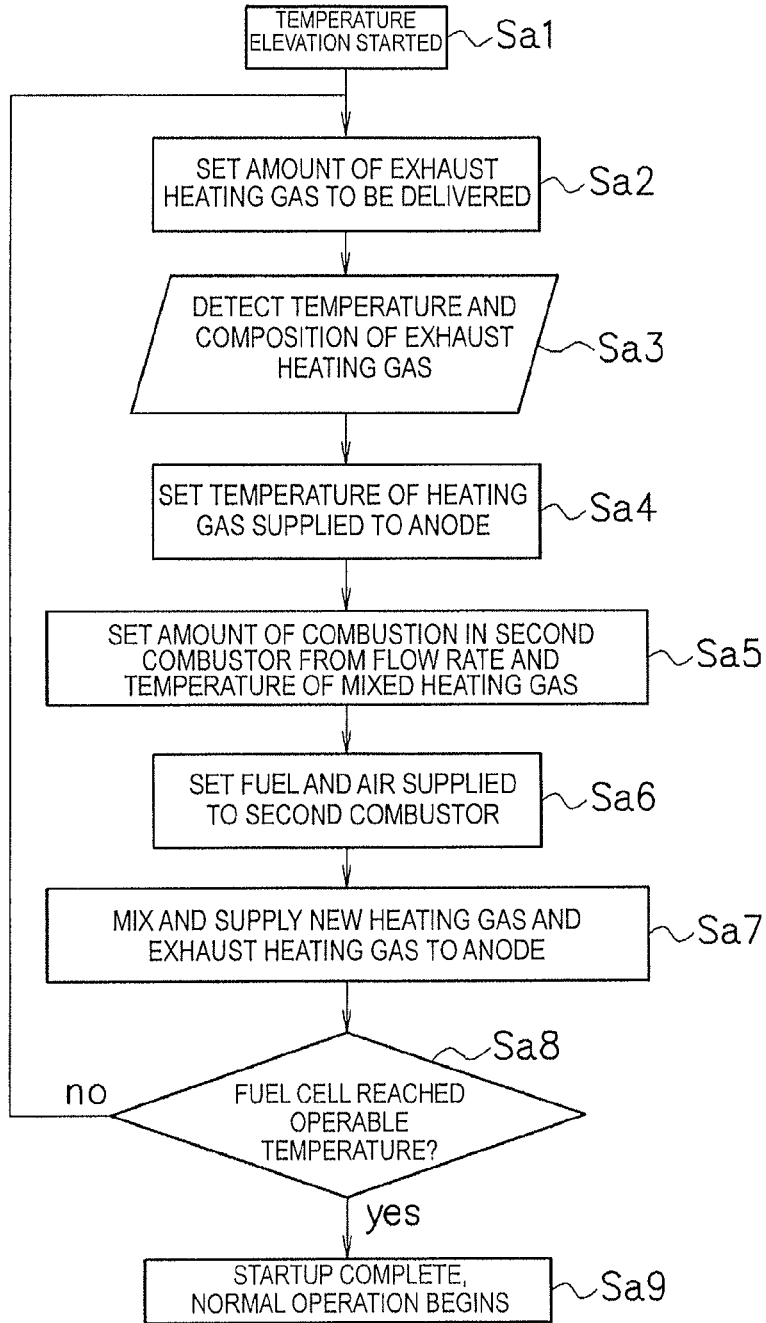 TEMPERATURE
ELEVATION STARTED
Sa1
SET AMOUNT OF EXHAUST
HEATING GAS TO BE DELIVERED
Sa2
DETECT TEMPERATURE AND
COMPOSITION OF EXHAUST
HEATING GAS
Sa3
SET TEMPERATURE OF HEATING
GAS SUPPLIED TO ANODE
Sa4
SET AMOUNT OF COMBUSTION IN SECOND
COMBUSTOR FROM FLOW RATE AND
TEMPERATURE OF MIXED HEATING GAS
Sa5
SET FUEL AND AIR SUPPLIED
TO SECOND COMBUSTOR
Sa6
MIX AND SUPPLY NEW HEATING GAS AND
EXHAUST HEATING GAS TO ANODE
Sa7
Sa8
no
FUEL CELL REACHED
OPERABLE
TEMPERATURE?
yes
STARTUP COMPLETE,
NORMAL OPERATION BEGINS
Sa9